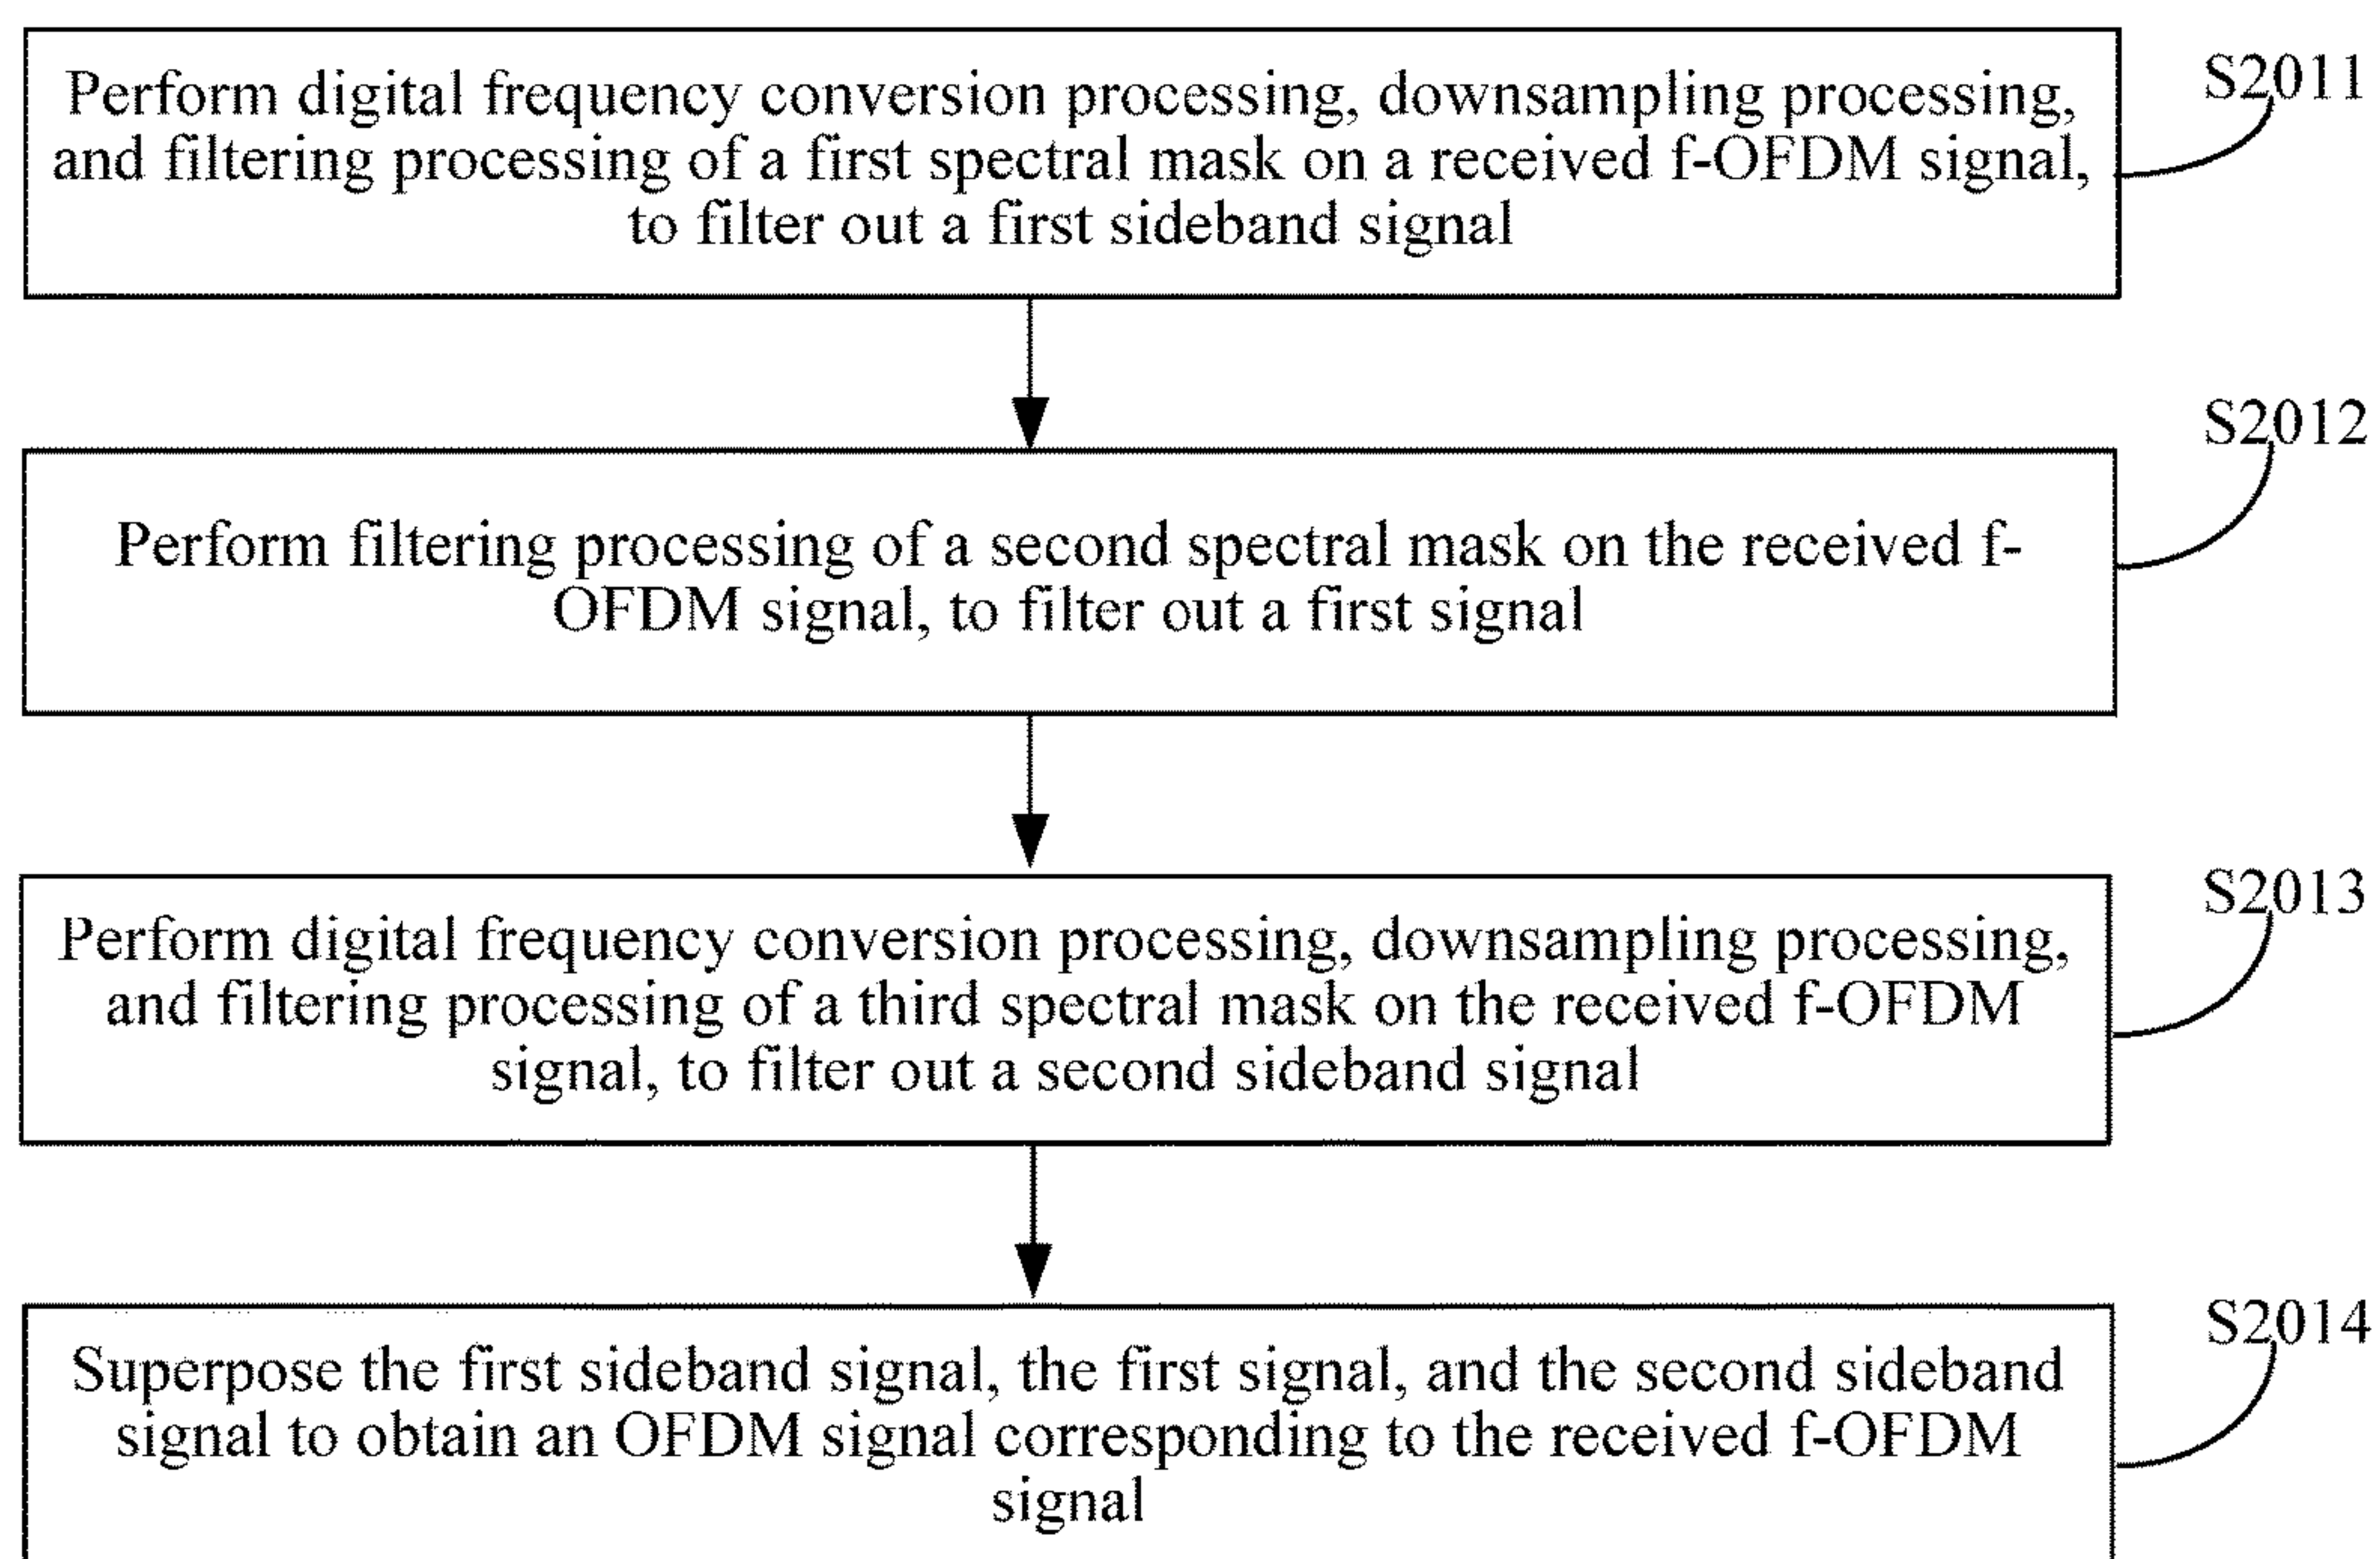 Perform digital frequency conversion processing, downsampling processing,
and filtering processing of a first spectral mask on a received f-OFDM signal,
to filter out a first sideband signal
S2011
Perform filtering processing of a second spectral mask on the received f-
OFDM signal, to filter out a first signal
S2012
Perform digital frequency conversion processing, downsampling processing,
and filtering processing of a third spectral mask on the received f-OFDM
signal, to filter out a second sideband signal
S2013
Superpose the first sideband signal, the first signal, and the second sideband
signal to obtain an OFDM signal corresponding to the received f-OFDM
signal
S2014